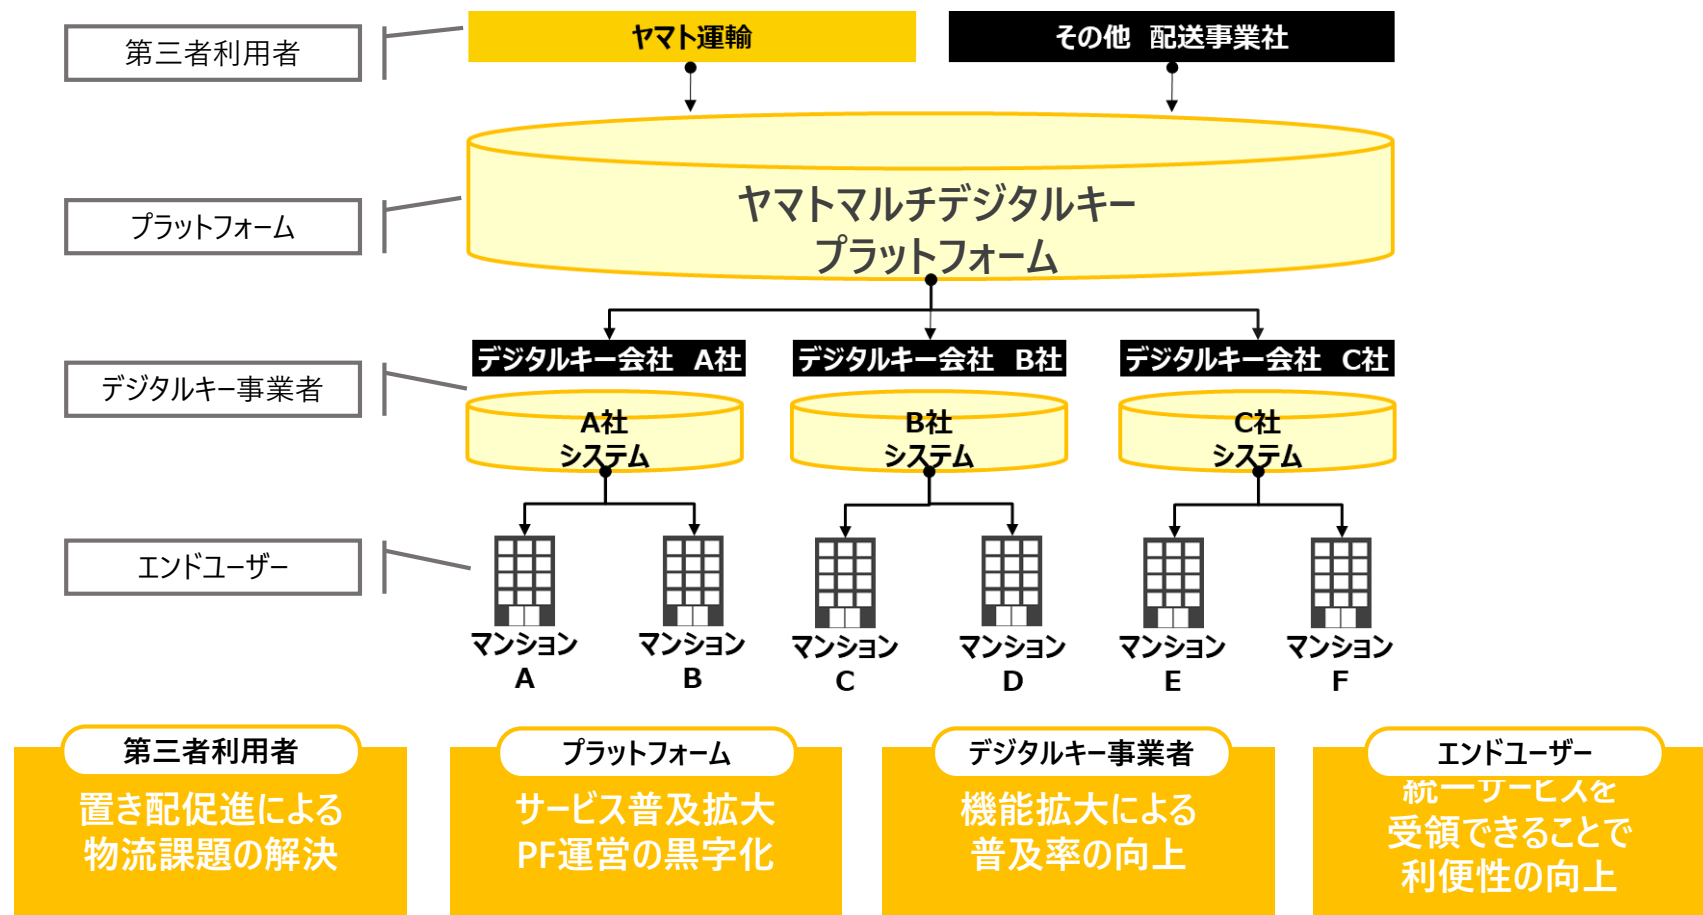 第三者利用者
ヤマト運輸
その他 配送事業社
プラットフォーム
ヤマトマルチデジタルキー
プラットフォーム
デジタルキー事業者
デジタルキー会社 A社
デジタルキー会社 B社
デジタルキー会社 C社
A社
システム
B社
システム
C社
システム
エンドユーザー
マンション
A
マンション
B
マンション
C
マンション
D
マンション
E
マンション
F
第三者利用者
置き配促進による
物流課題の解決
プラットフォーム
サービス普及拡大
PF運営の黒字化
デジタルキー事業者
機能拡大による
普及率の向上
エンドユーザー
統一サービスを
受領できることで
利便性の向上